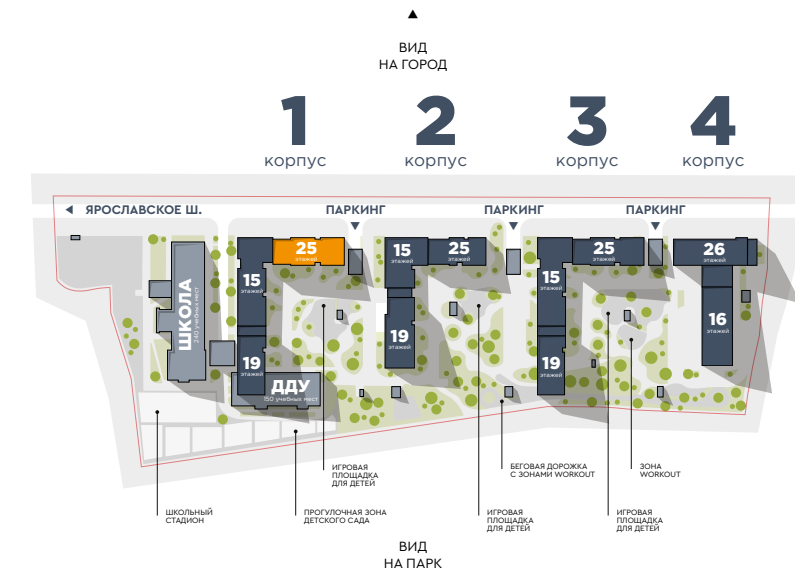 ВИД
НА ГОРОД
1
корпус
2
корпус
3
корпус
4
корпус
ЯРОСЛАВСКОЕ Ш.
ПАРКИНГ
ПАРКИНГ
ПАРКИНГ
25
этажей
15
этажей
25
этажей
25
этажей
26
этажей
15
этажей
15
этажей
ШКОЛА
250 учебных мест
16
этажей
19
этажей
19
этажей
19
этажей
ДДУ
150 учебных мест
ИГРОВАЯ
ПЛОЩАДКА
ДЛЯ ДЕТЕЙ
БЕГОВАЯ ДОРОЖКА
С ЗОНАМИ WORKOUT
ЗОНА
WORKOUT
ШКОЛЬНЫЙ
СТАДИОН
ПРОГУЛОЧНАЯ ЗОНА
ДЕТСКОГО САДА
ИГРОВАЯ
ПЛОЩАДКА
ДЛЯ ДЕТЕЙ
ИГРОВАЯ
ПЛОЩАДКА
ДЛЯ ДЕТЕЙ
ВИД
НА ПАРК